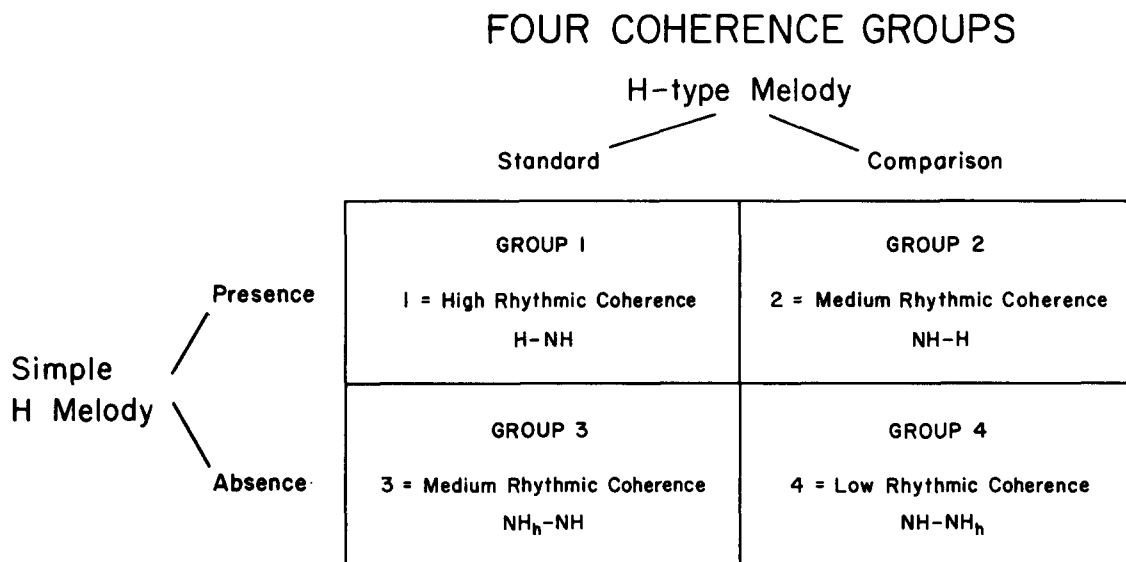 FOUR COHERENCE GROUPS
H-type Melody
Standard Comparison
GROUP 1 GROUP 2
Presence
1 = High Rhythmic Coherence 2 = Medium Rhythmic Coherence
H-NH NH-H
Simple
H Melody
GROUP 3 GROUP 4
Absence
3 = Medium Rhythmic Coherence 4 = Low Rhythmic Coherence
NHh-NH NH-NHh